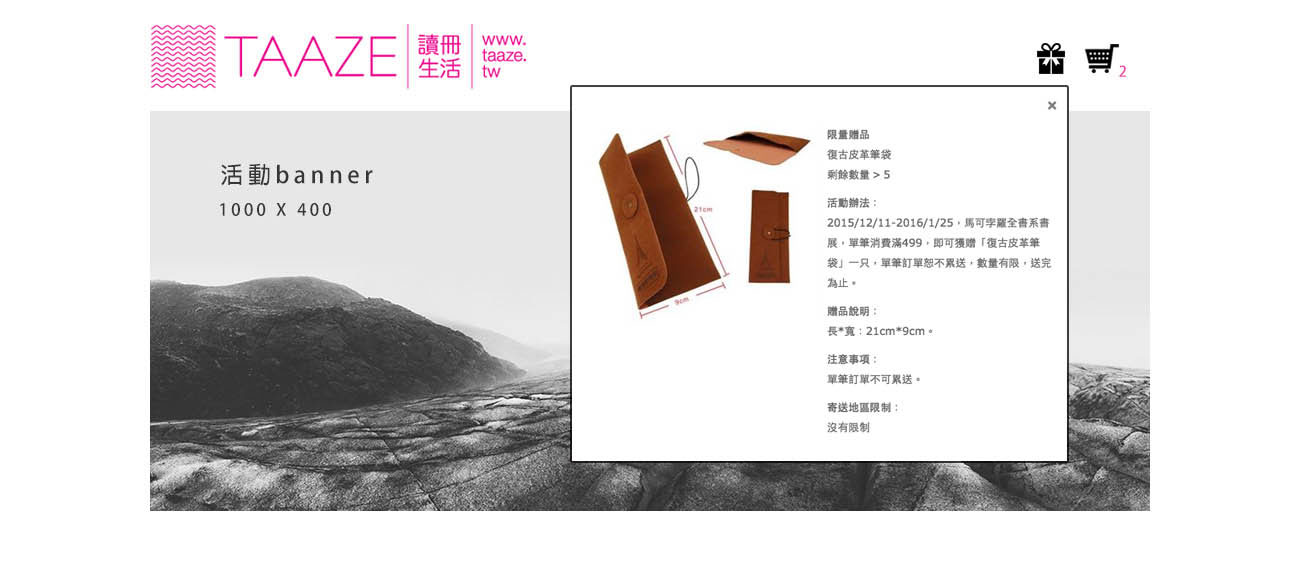 TAAZE
讀冊
生活
www.
taaze.
tw
2
×
活動banner
1000 X 400
21cm
9cm
限量贈品
復古皮革筆袋
剩餘數量 > 5
活動辦法：
2015/12/11-2016/1/25，馬可孛羅全書系書
展，單筆消費滿499，即可獲贈「復古皮革筆
袋」一只，單筆訂單恕不累送，數量有限，送完
為止。
贈品說明：
長*寬：21cm*9cm。
注意事項：
單筆訂單不可累送。
寄送地區限制：
沒有限制